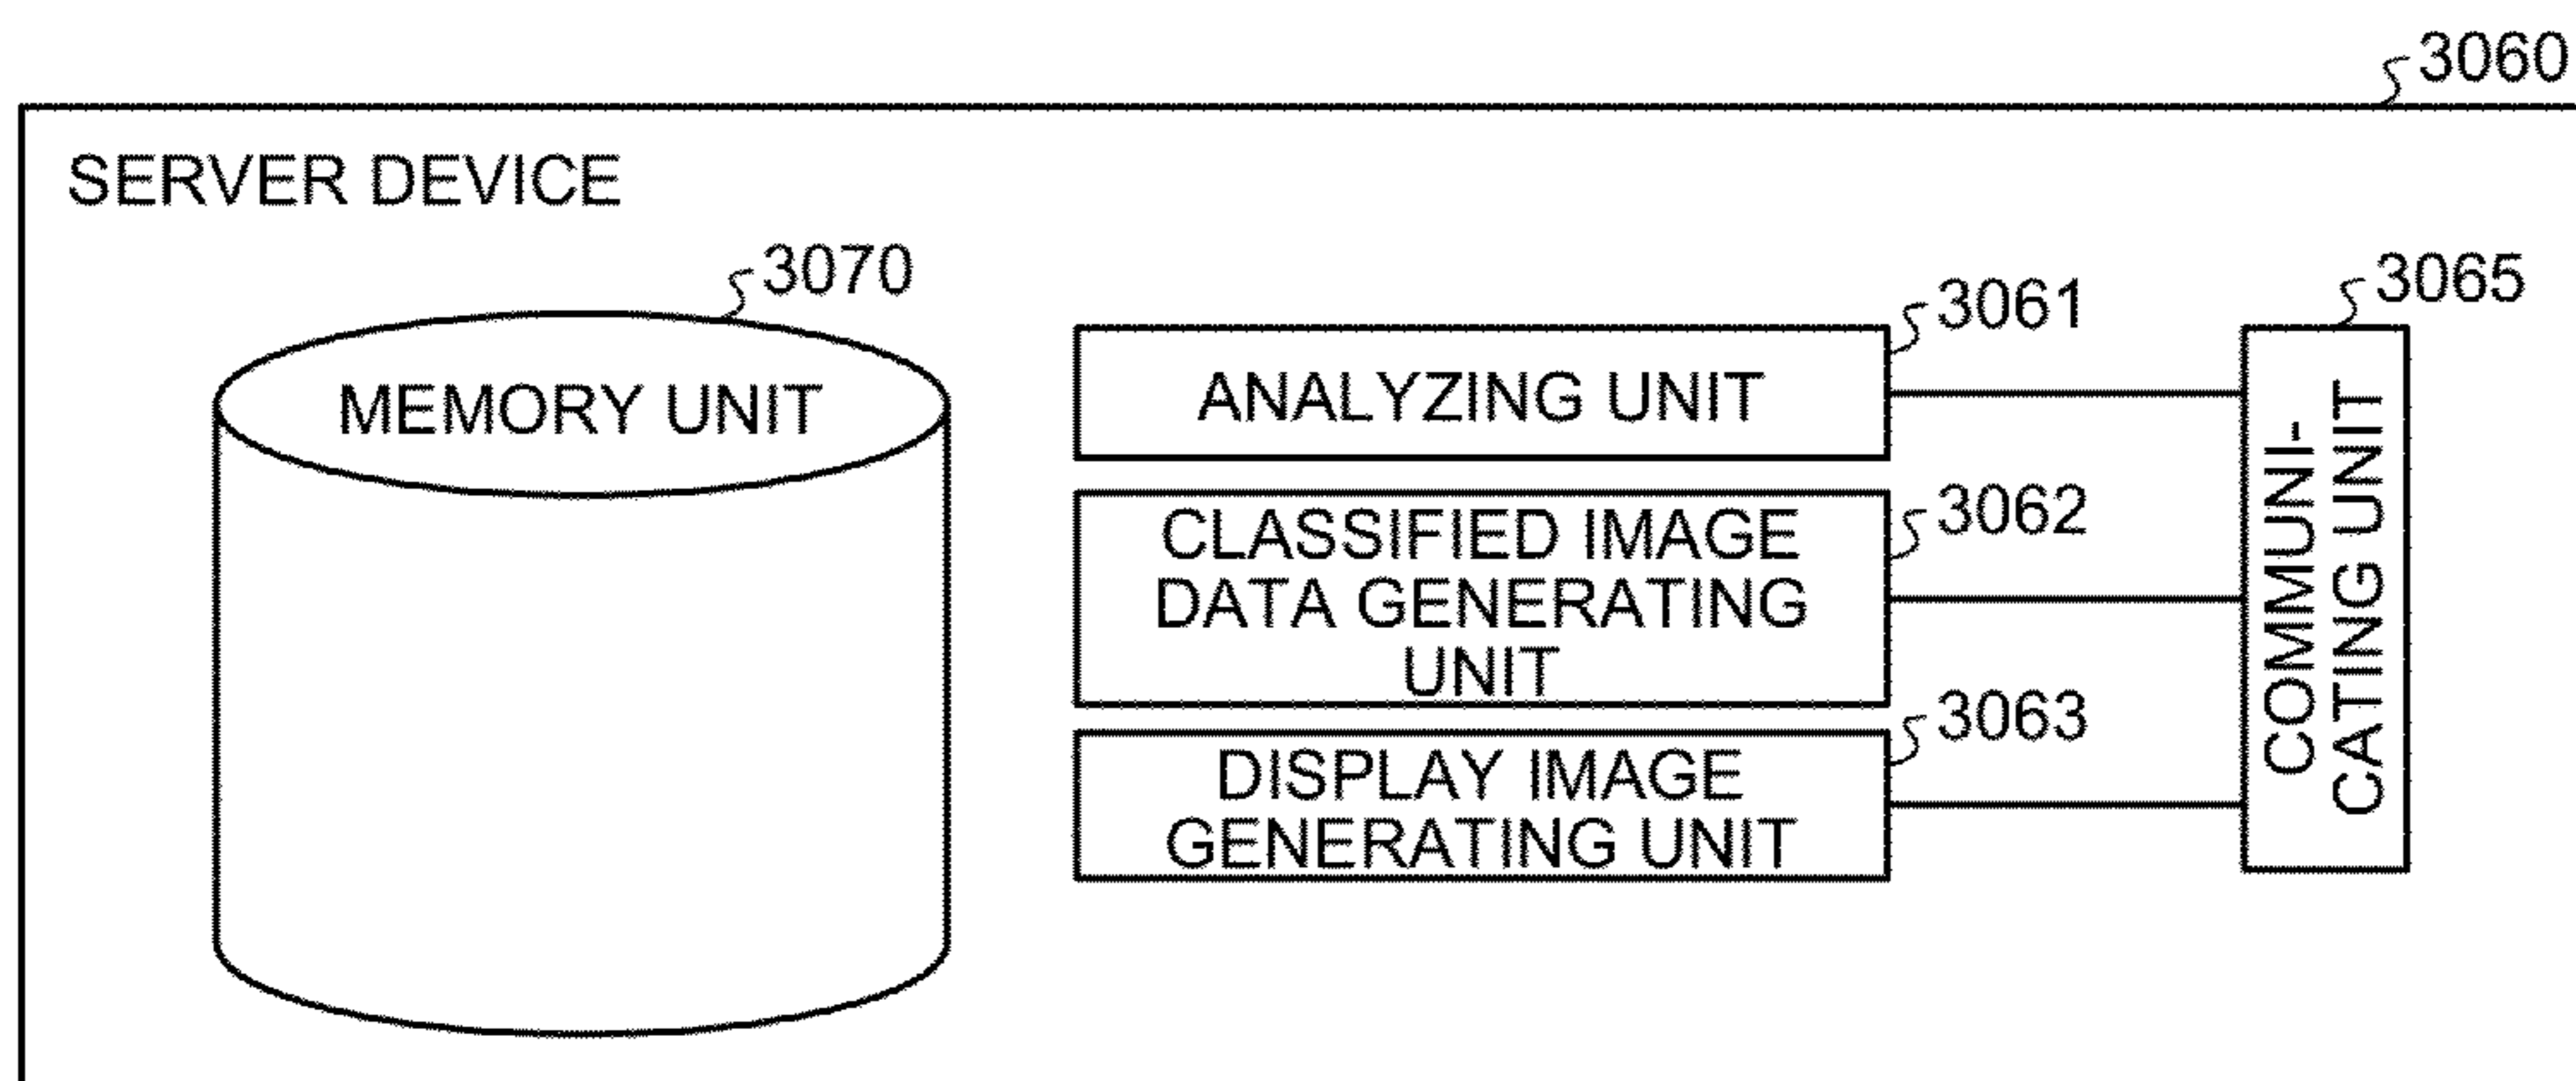 3060
SERVER DEVICE
3070
MEMORY UNIT
3061
ANALYZING UNIT
3062
CLASSIFIED IMAGE
DATA GENERATING
UNIT
3063
DISPLAY IMAGE
GENERATING UNIT
3065
COMMUNI-
CATING UNIT